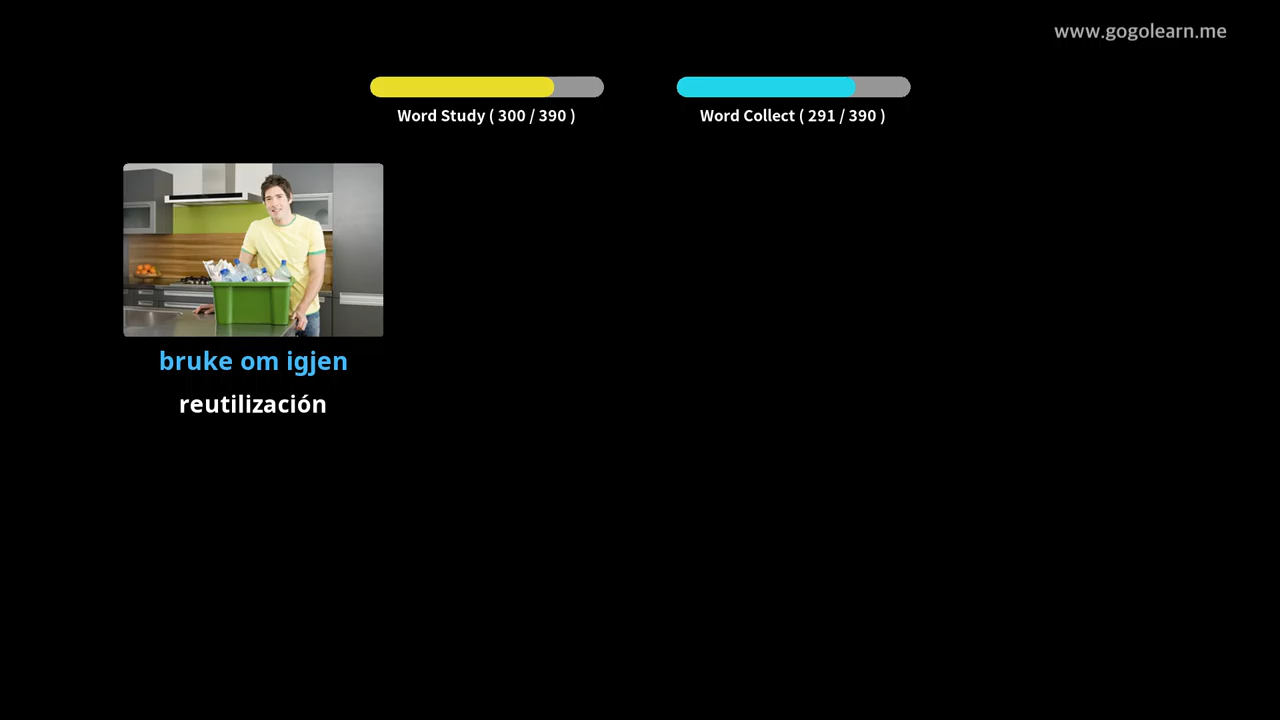 www.gogolearn.me
Word Study ( 300 / 390 )
Word Collect ( 291 / 390 )
bruke om igjen
reutilización